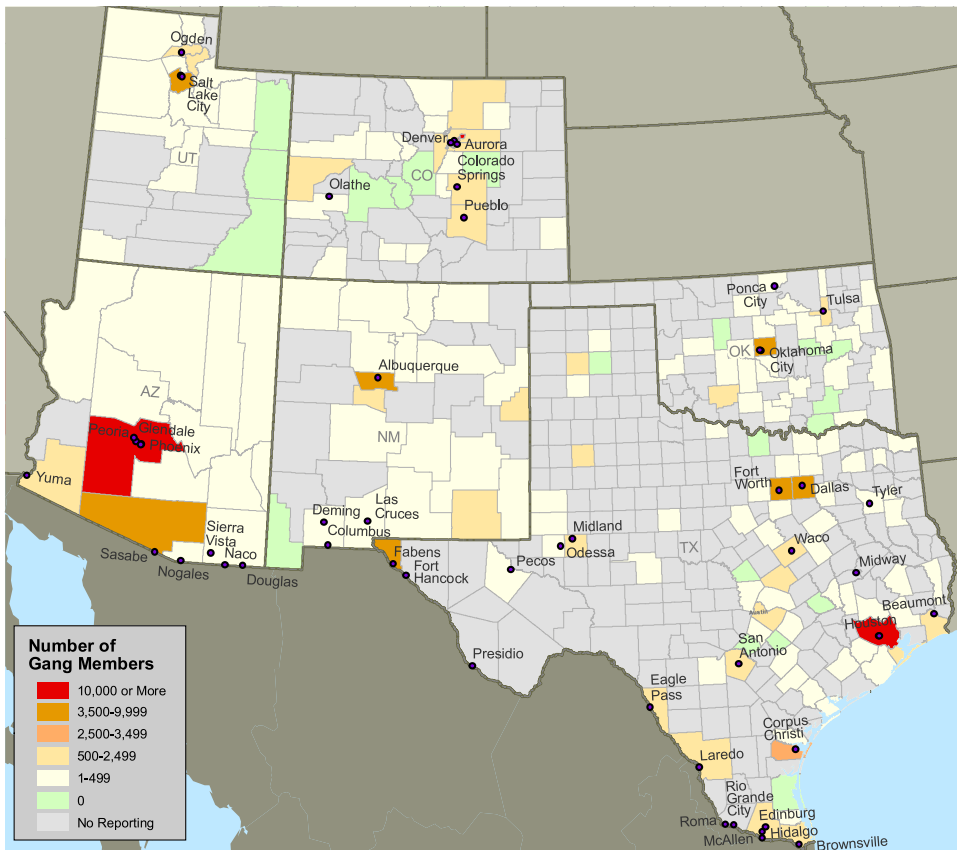 Ogden
Salt
Lake
City
UT
Denver
Aurora
Colorado
Springs
CO
Olathe
Pueblo
Ponca
City
Tulsa
OK
Oklahoma
City
Albuquerque
AZ
NM
Peoria
Glendale
Phoenix
Yuma
Fort
Worth
Dallas
Tyler
Las
Cruces
Deming
Columbus
Sierra
Vista
Naco
Sasabe
Nogales
Douglas
Fabens
Fort
Hancock
Midland
Odessa
Pecos
TX
Waco
Midway
Austin
Beaumont
Houston
San
Antonio
Presidio
Eagle
Pass
Corpus
Christi
Laredo
Rio
Grande
City
Roma
Edinburg
Hidalgo
McAllen
Brownsville
Number of
Gang Members
10,000 or More
3,500-9,999
2,500-3,499
500-2,499
1-499
0
No Reporting